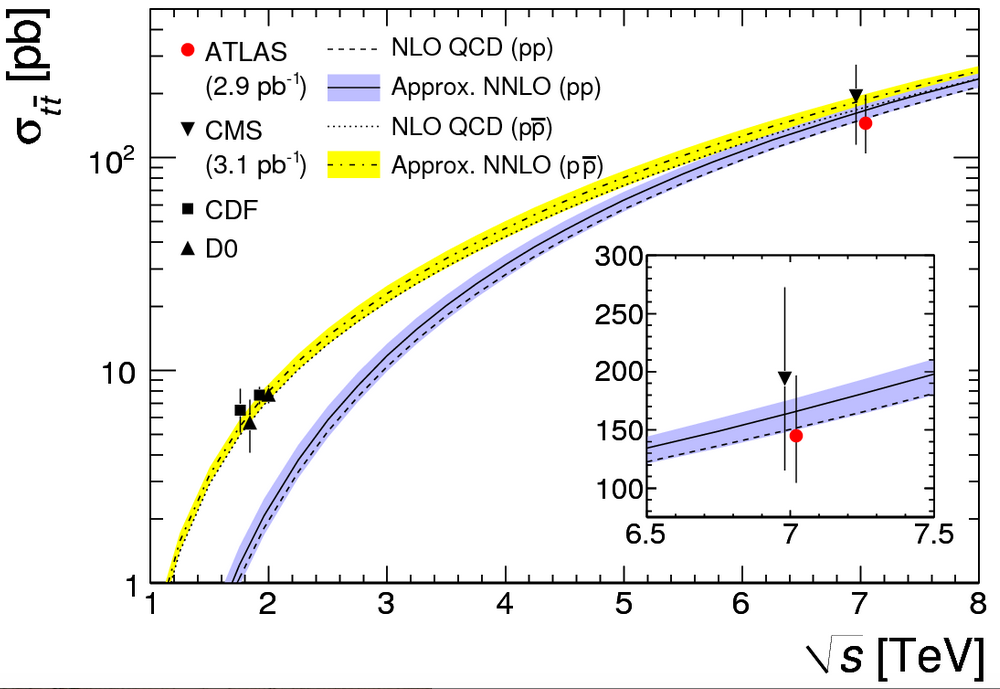 σtt̅ [pb]
ATLAS
(2.9 pb-1)
CMS
(3.1 pb-1)
CDF
D0
NLO QCD (pp)
Approx. NNLO (pp)
NLO QCD (pp̅)
Approx. NNLO (pp̅)
10²
10
1
300
250
200
150
100
6.5 7 7.5
1 2 3 4 5 6 7 8
√s [TeV]